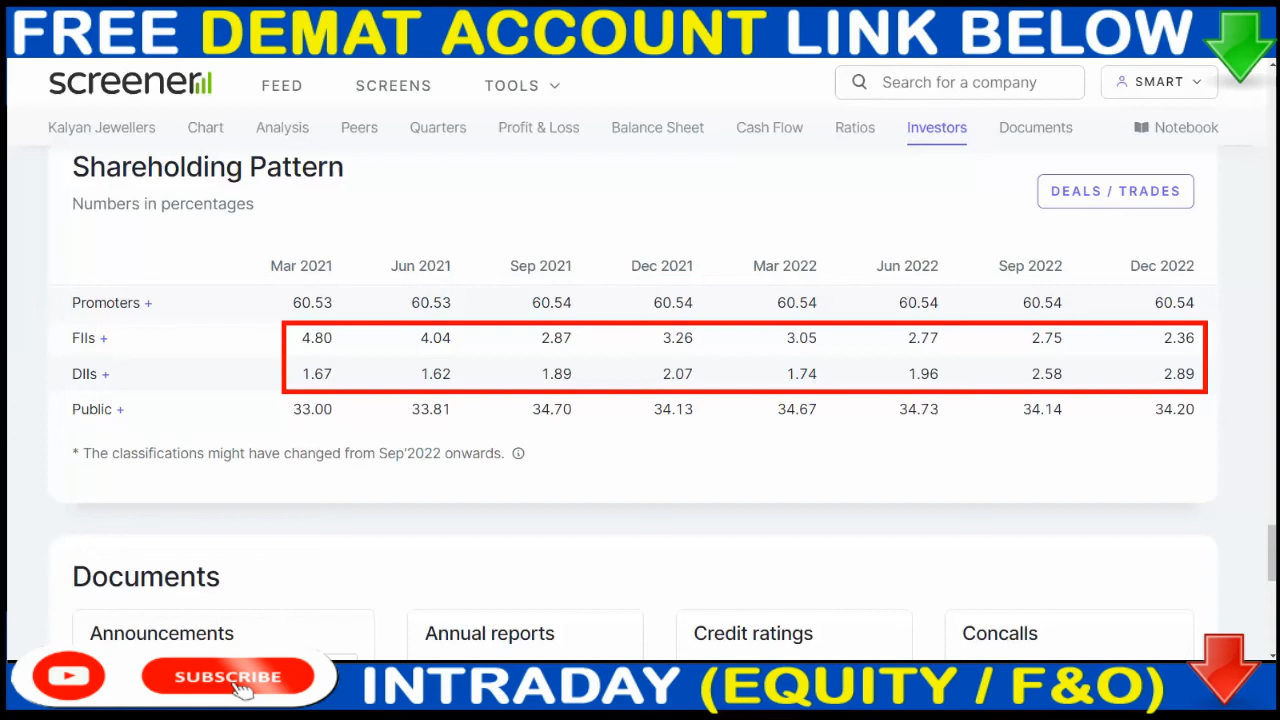 FREE DEMAT ACCOUNT LINK BELOW
screener
FEED SCREENS TOOLS Search for a company SMART
Kalyan Jewellers Chart Analysis Peers Quarters Profit & Loss Balance Sheet Cash Flow Ratios Investors Documents Notebook
Shareholding Pattern
Numbers in percentages
DEALS / TRADES
Mar 2021 Jun 2021 Sep 2021 Dec 2021 Mar 2022 Jun 2022 Sep 2022 Dec 2022
Promoters + 60.53 60.53 60.54 60.54 60.54 60.54 60.54 60.54
FIIs + 4.80 4.04 2.87 3.26 3.05 2.77 2.75 2.36
DIIs + 1.67 1.62 1.89 2.07 1.74 1.96 2.58 2.89
Public + 33.00 33.81 34.70 34.13 34.67 34.73 34.14 34.20
* The classifications might have changed from Sep'2022 onwards.
Documents
Announcements Annual reports Credit ratings Concalls
SUBSCRIBE
INTRADAY (EQUITY / F&O)